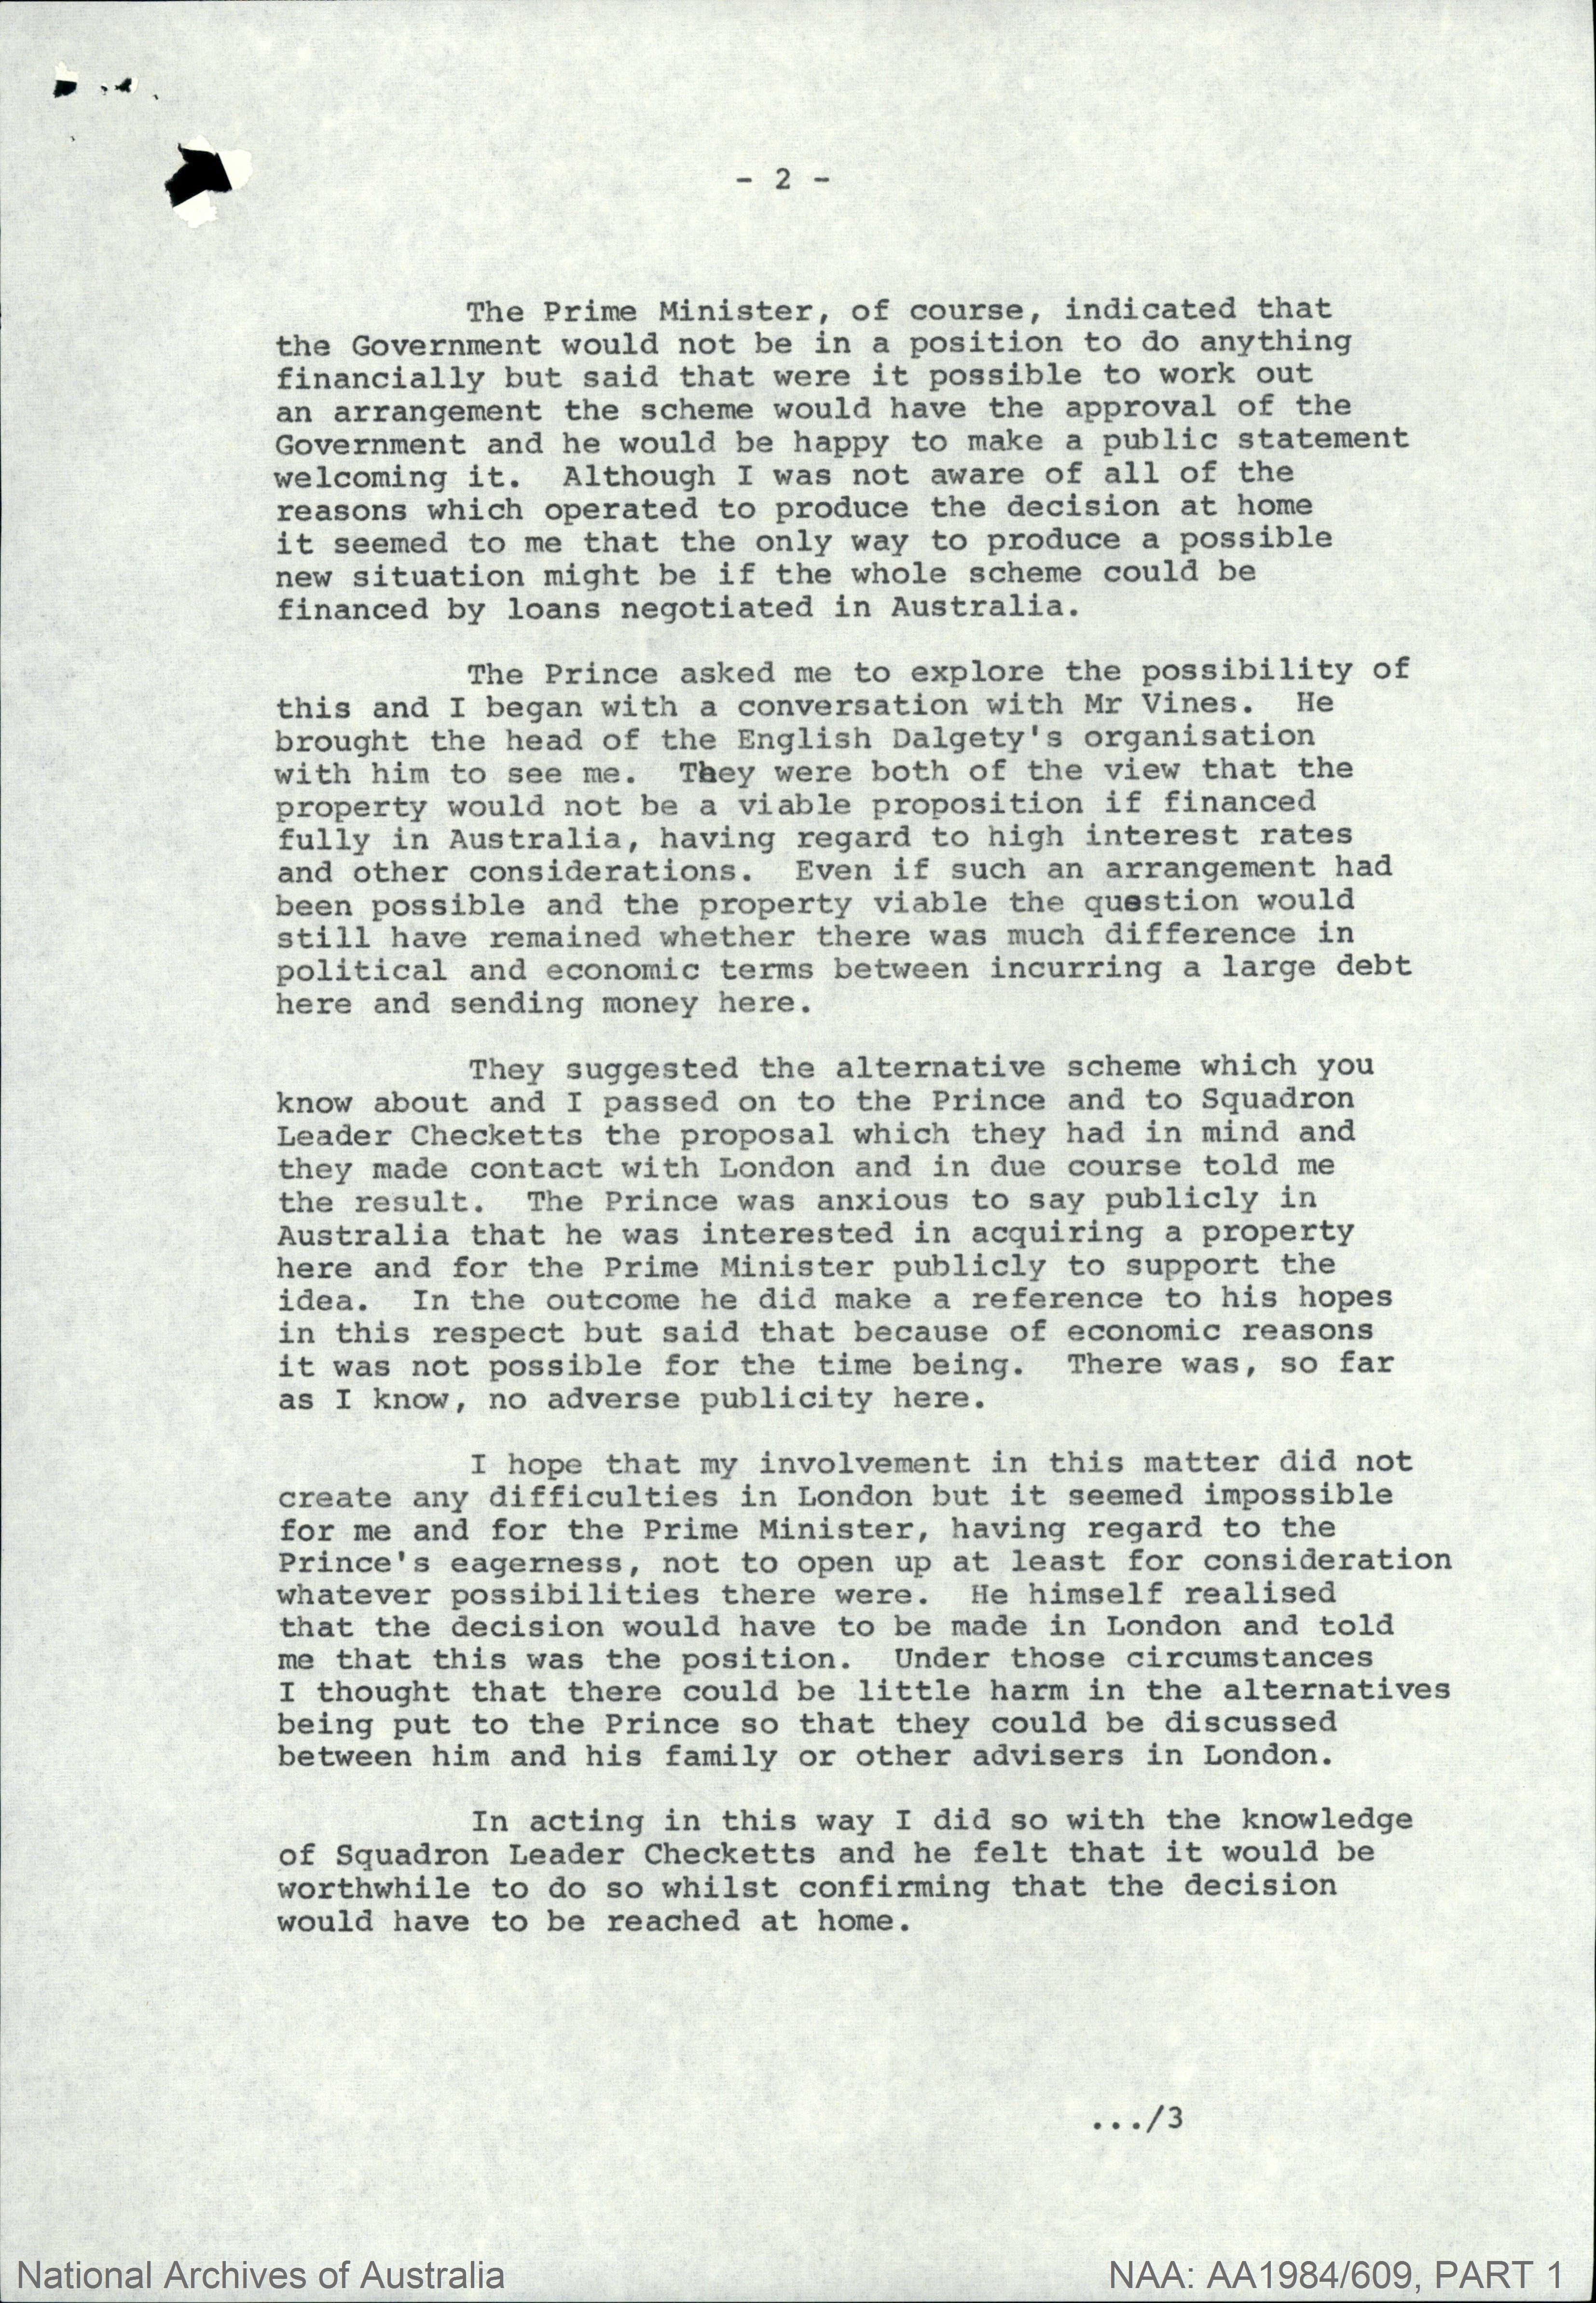 - 2 -
The Prime Minister, of course, indicated that
the Government would not be in a position to do anything
financially but said that were it possible to work out
an arrangement the scheme would have the approval of the
Government and he would be happy to make a public statement
welcoming it. Although I was not aware of all of the
reasons which operated to produce the decision at home
it seemed to me that the only way to produce a possible
new situation might be if the whole scheme could be
financed by loans negotiated in Australia.
The Prince asked me to explore the possibility of
this and I began with a conversation with Mr Vines. He
brought the head of the English Dalgety's organisation
with him to see me. They were both of the view that the
property would not be a viable proposition if financed
fully in Australia, having regard to high interest rates
and other considerations. Even if such an arrangement had
been possible and the property viable the question would
still have remained whether there was much difference in
political and economic terms between incurring a large debt
here and sending money here.
They suggested the alternative scheme which you
know about and I passed on to the Prince and to Squadron
Leader Checketts the proposal which they had in mind and
they made contact with London and in due course told me
the result. The Prince was anxious to say publicly in
Australia that he was interested in acquiring a property
here and for the Prime Minister publicly to support the
idea. In the outcome he did make a reference to his hopes
in this respect but said that because of economic reasons
it was not possible for the time being. There was, so far
as I know, no adverse publicity here.
I hope that my involvement in this matter did not
create any difficulties in London but it seemed impossible
for me and for the Prime Minister, having regard to the
Prince's eagerness, not to open up at least for consideration
whatever possibilities there were. He himself realised
that the decision would have to be made in London and told
me that this was the position. Under those circumstances
I thought that there could be little harm in the alternatives
being put to the Prince so that they could be discussed
between him and his family or other advisers in London.
In acting in this way I did so with the knowledge
of Squadron Leader Checketts and he felt that it would be
worthwhile to do so whilst confirming that the decision
would have to be reached at home.
.../3
National Archives of Australia
NAA: AA1984/609, PART 1